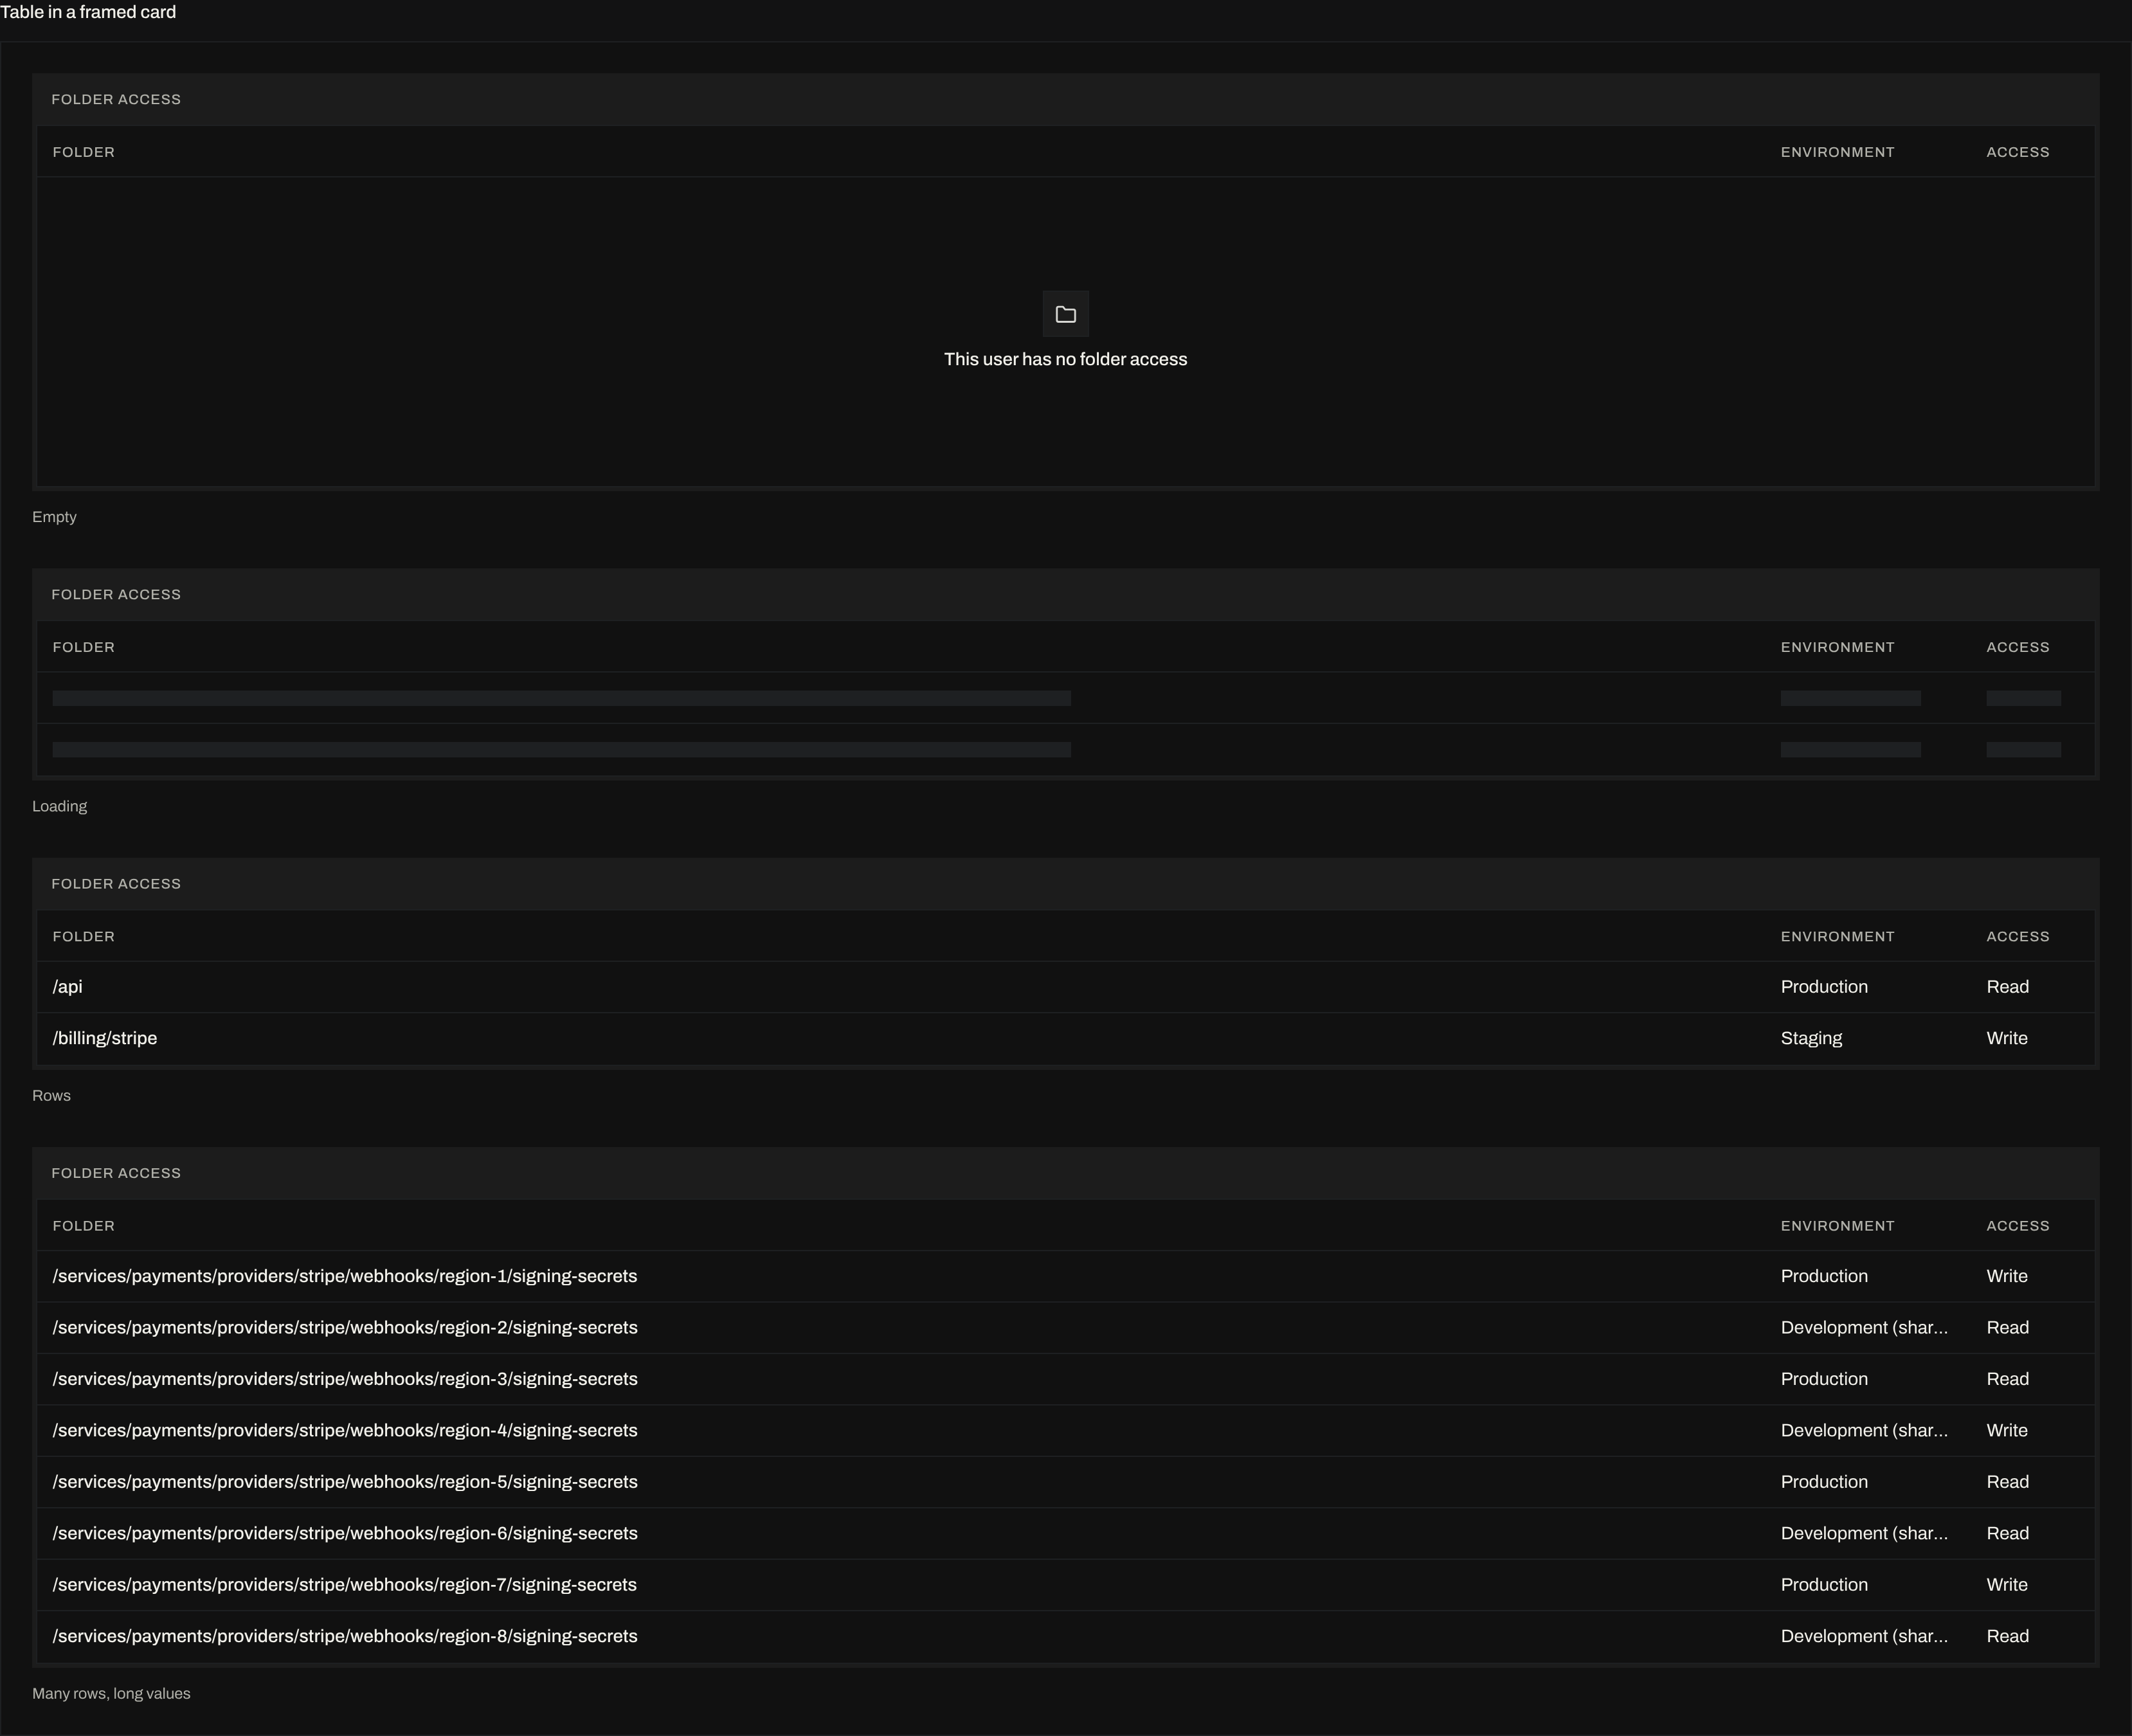 Table in a framed card
FOLDER ACCESS
FOLDER ENVIRONMENT ACCESS
This user has no folder access
Empty
FOLDER ACCESS
FOLDER ENVIRONMENT ACCESS
Loading
FOLDER ACCESS
FOLDER ENVIRONMENT ACCESS
/api Production Read
/billing/stripe Staging Write
Rows
FOLDER ACCESS
FOLDER ENVIRONMENT ACCESS
/services/payments/providers/stripe/webhooks/region-1/signing-secrets Production Write
/services/payments/providers/stripe/webhooks/region-2/signing-secrets Development (shar... Read
/services/payments/providers/stripe/webhooks/region-3/signing-secrets Production Read
/services/payments/providers/stripe/webhooks/region-4/signing-secrets Development (shar... Write
/services/payments/providers/stripe/webhooks/region-5/signing-secrets Production Read
/services/payments/providers/stripe/webhooks/region-6/signing-secrets Development (shar... Read
/services/payments/providers/stripe/webhooks/region-7/signing-secrets Production Write
/services/payments/providers/stripe/webhooks/region-8/signing-secrets Development (shar... Read
Many rows, long values